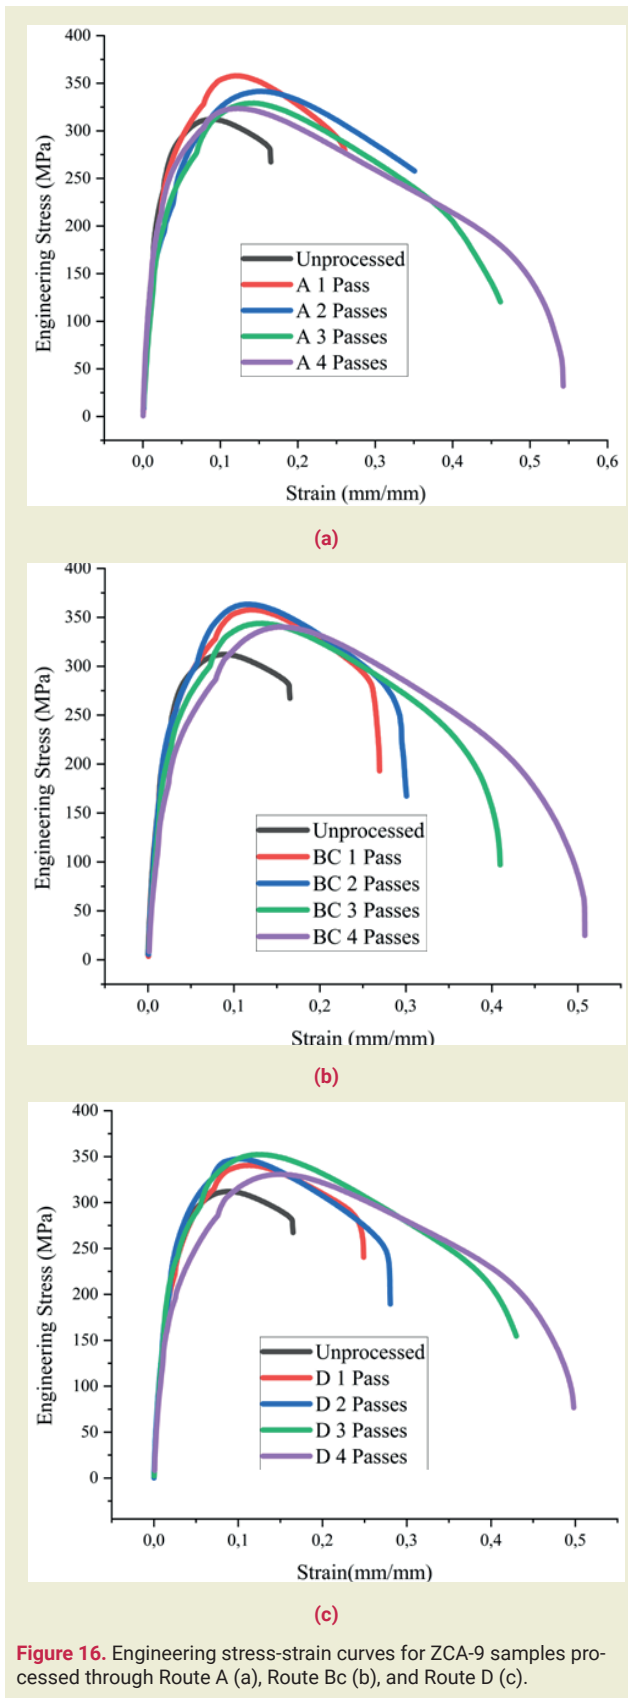 400
350
300
250
200
150
100
50
0
Engineering Stress (MPa)
Unprocessed
A 1 Pass
A 2 Passes
A 3 Passes
A 4 Passes
0,0 0,1 0,2 0,3 0,4 0,5 0,6
Strain (mm/mm)
(a)
400
350
300
250
200
150
100
50
0
Engineering Stress (MPa)
Unprocessed
BC 1 Pass
BC 2 Passes
BC 3 Passes
BC 4 Passes
0,0 0,1 0,2 0,3 0,4 0,5
Strain (mm/mm)
(b)
400
350
300
250
200
150
100
50
0
Engineering Stress (MPa)
Unprocessed
D 1 Pass
D 2 Passes
D 3 Passes
D 4 Passes
0,0 0,1 0,2 0,3 0,4 0,5
Strain(mm/mm)
(c)
Figure 16. Engineering stress-strain curves for ZCA-9 samples pro-
cessed through Route A (a), Route Bc (b), and Route D (c).